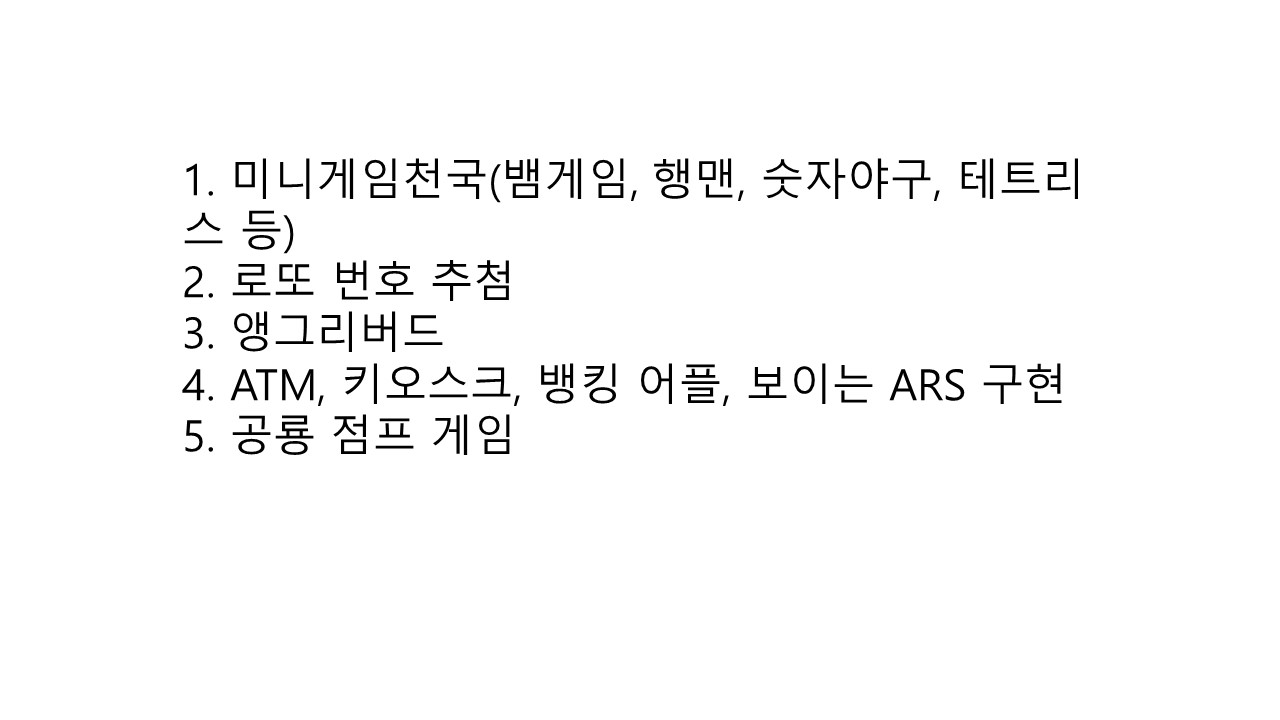 1. 미니게임천국(뱀게임, 행맨, 숫자야구, 테트리
스 등)
2. 로또 번호 추첨
3. 앵그리버드
4. ATM, 키오스크, 뱅킹 어플, 보이는 ARS 구현
5. 공룡 점프 게임